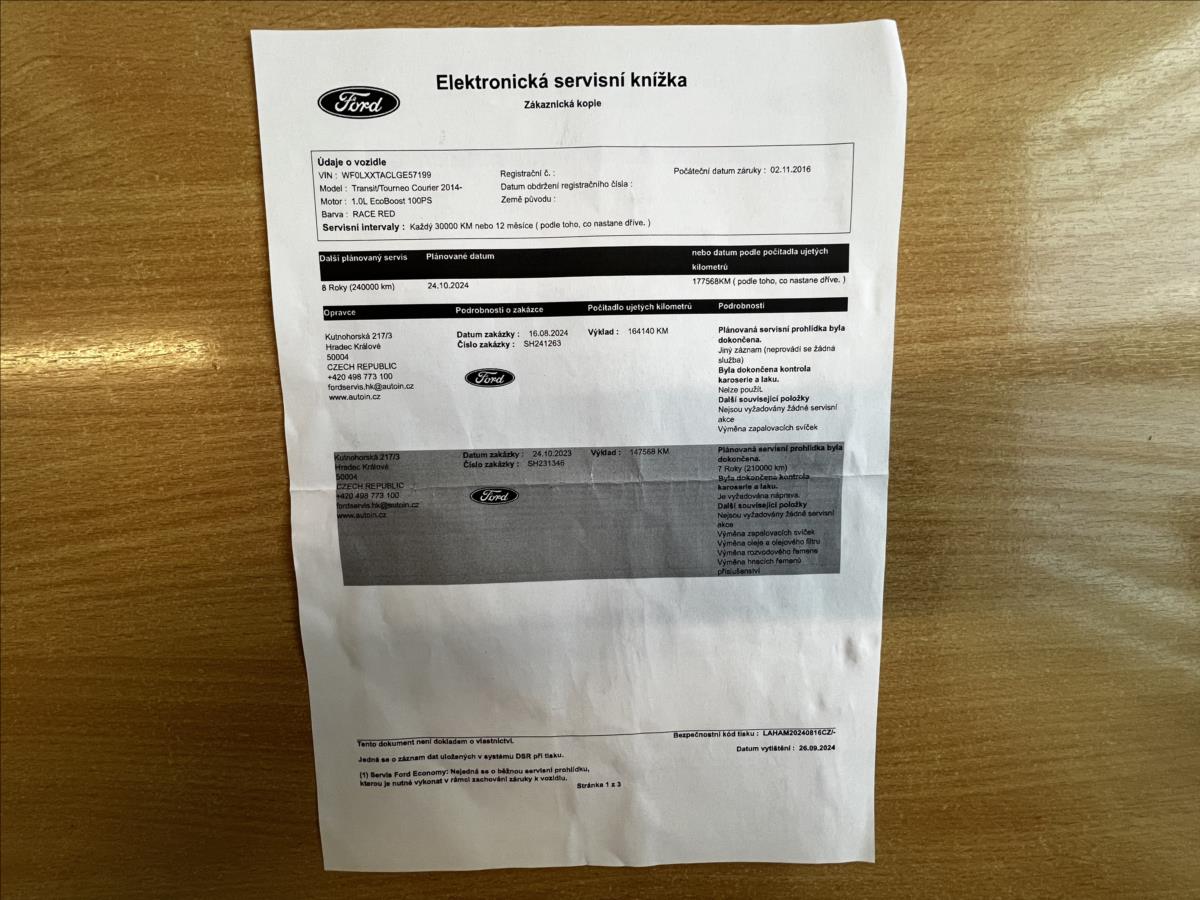 Elektronická servisní knížka
Ford
Zákaznická kopie
Údaje o vozidle
VIN : WF0LXXTACLGE57199
Registrační č. :
Počáteční datum záruky : 02.11.2016
Model : Transit/Tourneo Courier 2014-
Datum obdržení registračního čísla :
Motor : 1.0L EcoBoost 100PS
Země původu :
Barva : RACE RED
Servisní intervaly : Každý 30000 KM nebo 12 měsíce ( podle toho, co nastane dříve. )
Další plánovaný servis Plánované datum nebo datum podle počítadla ujetých
kilometrů
8 Roky (240000 km) 24.10.2024 177568KM ( podle toho, co nastane dříve. )
Opravce Podrobnosti o zakázce Počítadlo ujetých kilometrů Podrobnosti
Kutnohorská 217/3
Hradec Králové
50004
CZECH REPUBLIC
+420 498 773 100
fordservis.hk@autoin.cz
www.autoin.cz
Datum zakázky : 16.08.2024
Číslo zakázky : SH241263
Ford
Výklad : 164140 KM
Plánovaná servisní prohlídka byla
dokončena.
Jiný záznam (neprovádí se žádná
služba)
Byla dokončena kontrola
karoserie a laku.
Nelze použít.
Další související položky
Nejsou vyžadovány žádné servisní
akce
Výměna zapalovacích svíček
Kutnohorská 217/3
Hradec Králové
50004
CZECH REPUBLIC
+420 498 773 100
fordservis.hk@autoin.cz
www.autoin.cz
Datum zakázky : 24.10.2023
Číslo zakázky : SH231346
Ford
Výklad : 147568 KM
Plánovaná servisní prohlídka byla
dokončena.
7 Roky (210000 km)
Byla dokončena kontrola
karoserie a laku.
Je vyžadována náprava.
Další související položky
Nejsou vyžadovány žádné servisní
akce
Výměna zapalovacích svíček
Výměna oleje a olejového filtru
Výměna rozvodového řemene
Výměna hnacích řemenů
příslušenství
Tento dokument není dokladem o vlastnictví.
Bezpečnostní kód tisku : LAHAM20240816CZ/-
Jedná se o záznam dat uložených v systému DSR při tisku.
Datum vytištění : 26.09.2024
(1) Servis Ford Economy: Nejedná se o běžnou servisní prohlídku,
kterou je nutné vykonat v rámci zachování záruky k vozidlu.
Stránka 1 z 3